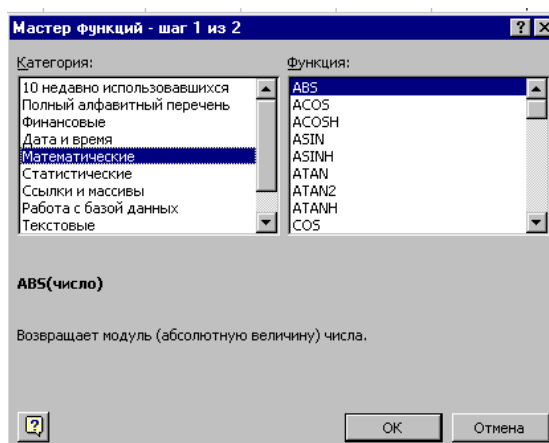 Мастер функций - шаг 1 из 2
Категория:
10 недавно использовавшихся
Полный алфавитный перечень
Финансовые
Дата и время
Математические
Статистические
Ссылки и массивы
Работа с базой данных
Текстовые
Функция:
ABS
ACOS
ACOSH
ASIN
ASINH
ATAN
ATAN2
ATANH
COS
ABS(число)
Возвращает модуль (абсолютную величину) числа.
OK
Отмена